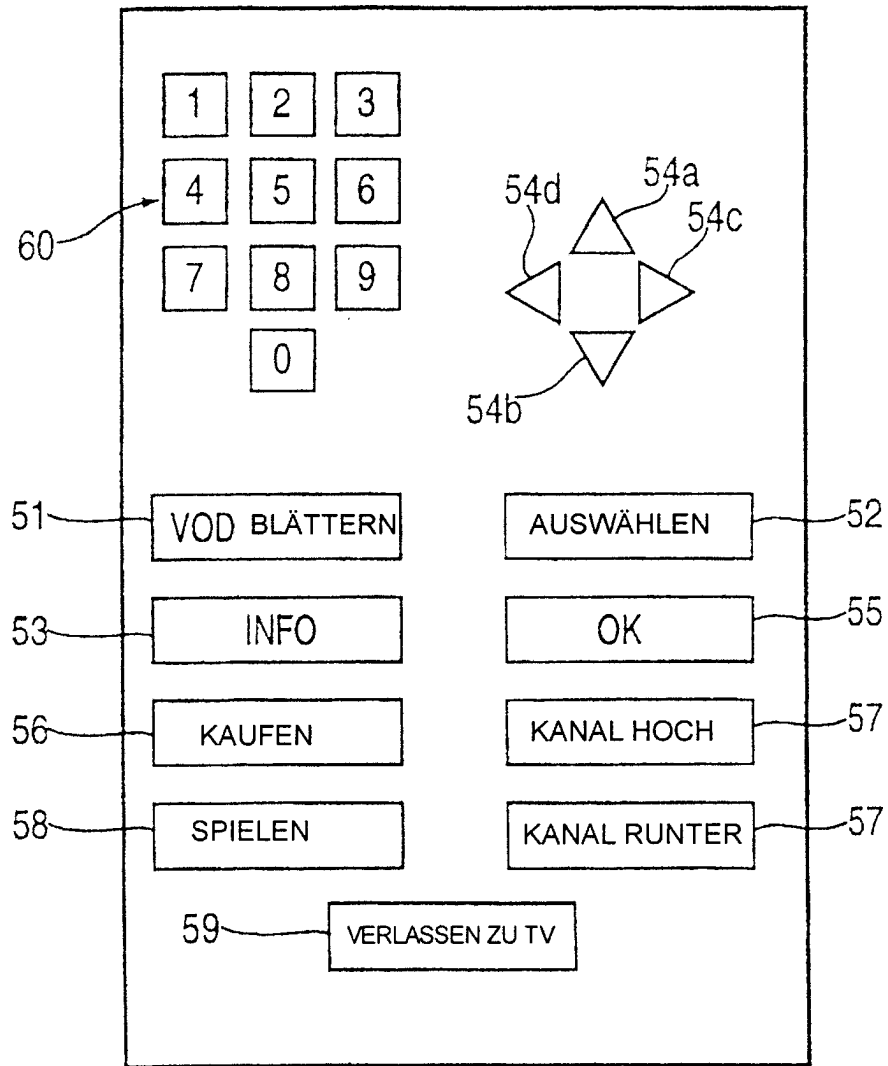 1 2 3
54a
54d
4 5 6
54c
60
7 8 9
0
54b
51 VOD BLÄTTERN AUSWÄHLEN 52
53 INFO OK 55
56 KAUFEN KANAL HOCH 57
58 SPIELEN KANAL RUNTER 57
59 VERLASSEN ZU TV